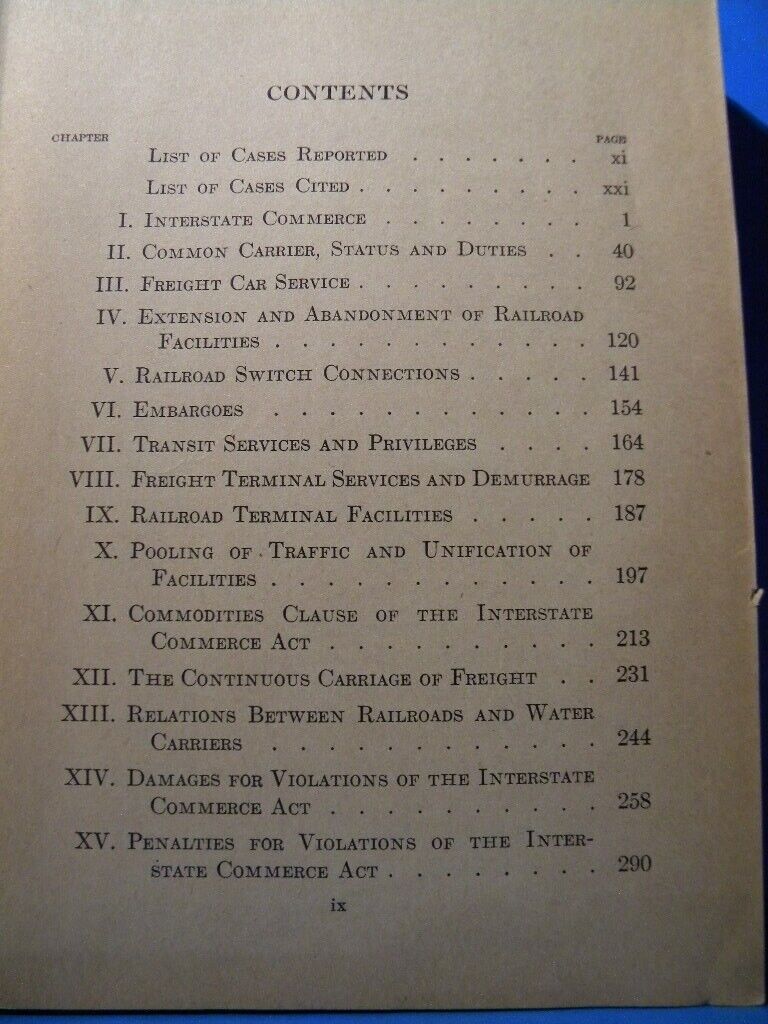 CONTENTS
CHAPTER PAGE
LIST OF CASES REPORTED . . . . . . . xi
LIST OF CASES CITED . . . . . . . . . xxi
I. INTERSTATE COMMERCE . . . . . . . . 1
II. COMMON CARRIER, STATUS AND DUTIES . . 40
III. FREIGHT CAR SERVICE . . . . . . . . . 92
IV. EXTENSION AND ABANDONMENT OF RAILROAD
FACILITIES . . . . . . . . . . . . 120
V. RAILROAD SWITCH CONNECTIONS . . . . . 141
VI. EMBARGOES . . . . . . . . . . . . 154
VII. TRANSIT SERVICES AND PRIVILEGES . . . . 164
VIII. FREIGHT TERMINAL SERVICES AND DEMURRAGE 178
IX. RAILROAD TERMINAL FACILITIES . . . . . 187
X. POOLING OF TRAFFIC AND UNIFICATION OF
FACILITIES . . . . . . . . . . . . 197
XI. COMMODITIES CLAUSE OF THE INTERSTATE
COMMERCE ACT . . . . . . . . . . 213
XII. THE CONTINUOUS CARRIAGE OF FREIGHT . . 231
XIII. RELATIONS BETWEEN RAILROADS AND WATER
CARRIERS . . . . . . . . . . . . 244
XIV. DAMAGES FOR VIOLATIONS OF THE INTERSTATE
COMMERCE ACT . . . . . . . . . . 258
XV. PENALTIES FOR VIOLATIONS OF THE INTER-
STATE COMMERCE ACT . . . . . . . . 290
ix